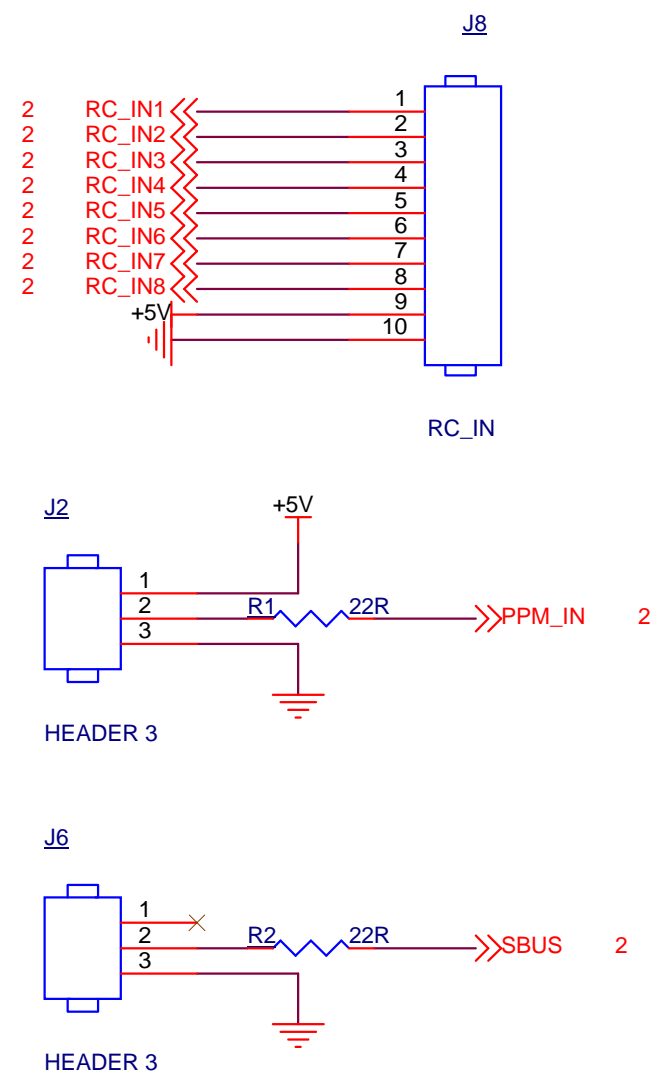 J8
2 RC_IN1 1
2 RC_IN2 2
2 RC_IN3 3
2 RC_IN4 4
2 RC_IN5 5
2 RC_IN6 6
2 RC_IN7 7
2 RC_IN8 8
+5V 9
10
RC_IN
J2 +5V
1
2 R1 22R PPM_IN 2
3
HEADER 3
J6
1
2 R2 22R SBUS 2
3
HEADER 3